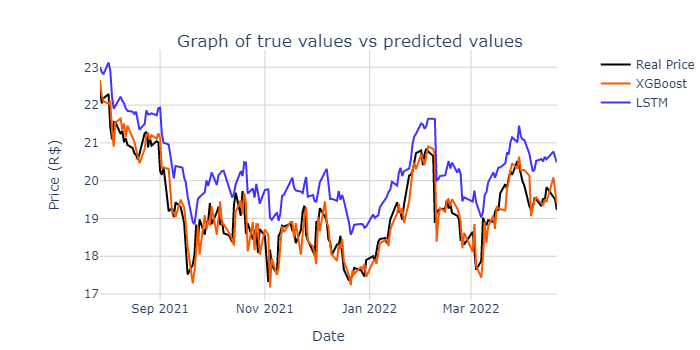 Graph of true values vs predicted values
Real Price
XGBoost
LSTM
23
22
21
20
19
18
17
Price (R$)
Sep 2021
Nov 2021
Jan 2022
Mar 2022
Date